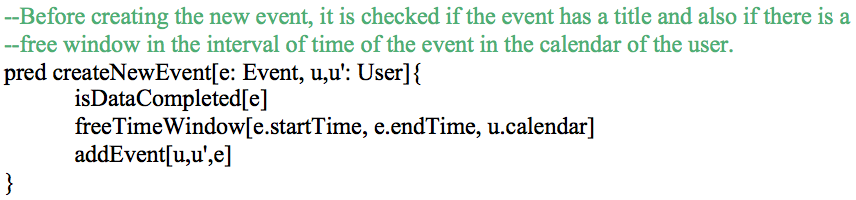 --Before creating the new event, it is checked if the event has a title and also if there is a
--free window in the interval of time of the event in the calendar of the user.
pred createNewEvent[e: Event, u,u': User]{
isDataCompleted[e]
freeTimeWindow[e.startTime, e.endTime, u.calendar]
addEvent[u,u',e]
}